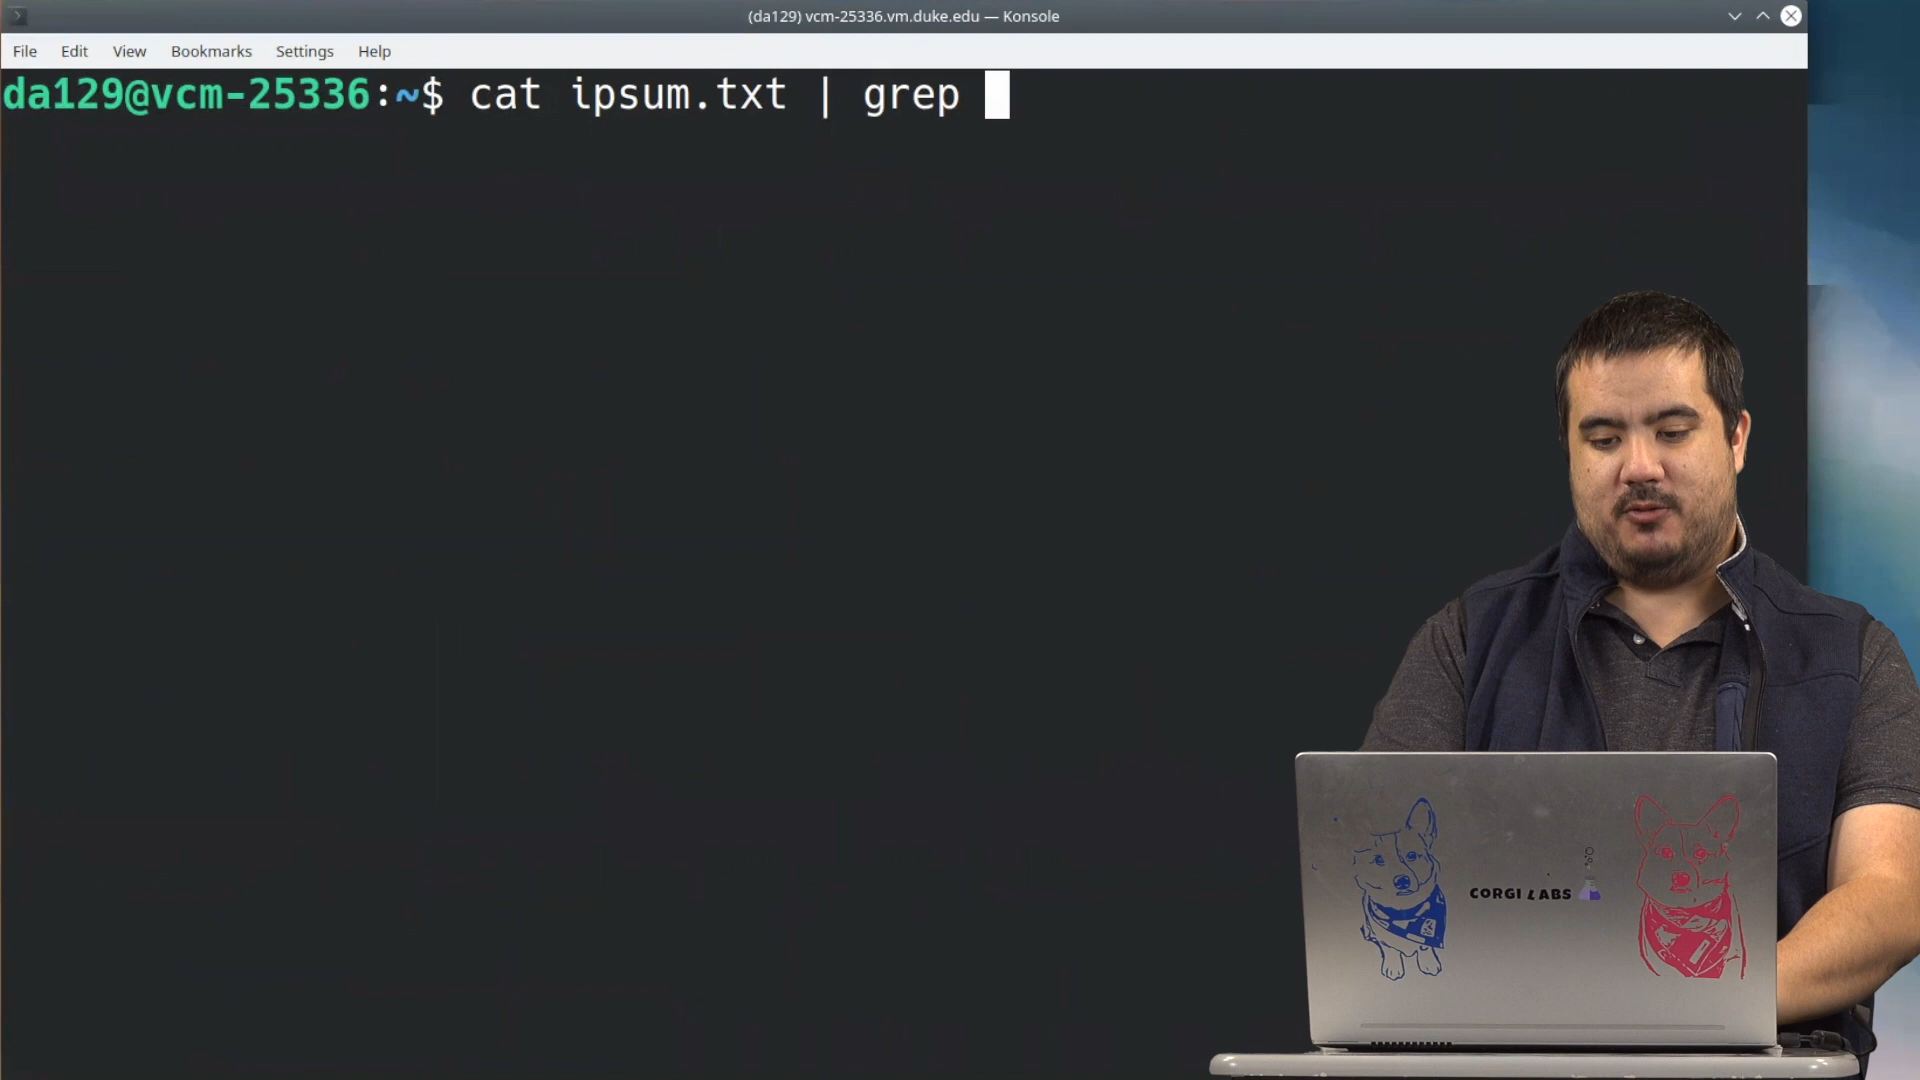 (da129) vcm-25336.vm.duke.edu — Konsole
File Edit View Bookmarks Settings Help
da129@vcm-25336:~$ cat ipsum.txt | grep
CORGI LABS